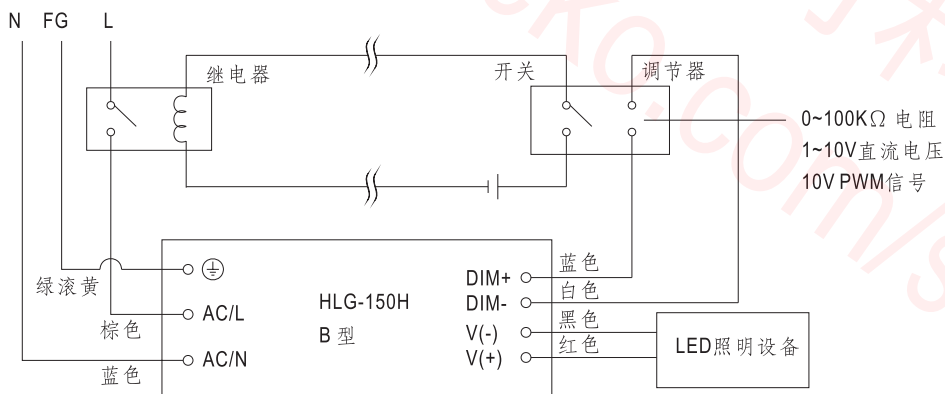 N FG L
继电器
开关
调节器
0~100KΩ 电阻
1~10V直流电压
10V PWM信号
绿滚黄
棕色
蓝色
AC/L
AC/N
HLG-150H
B 型
DIM+
DIM-
V(-)
V(+)
蓝色
白色
黑色
红色
LED照明设备
cko.com/s